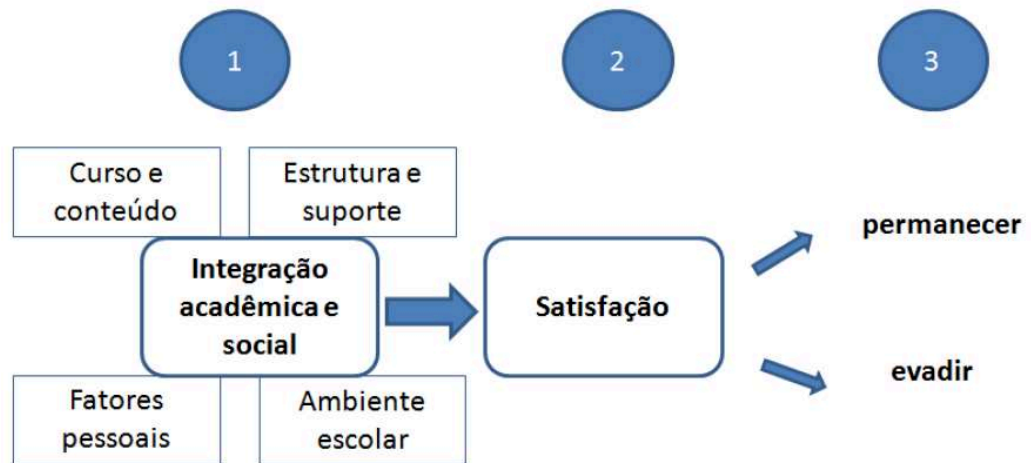 1
2
3
Curso e
conteúdo
Estrutura e
suporte
Integração
acadêmica e
social
Fatores
pessoais
Ambiente
escolar
Satisfação
permanecer
evadir